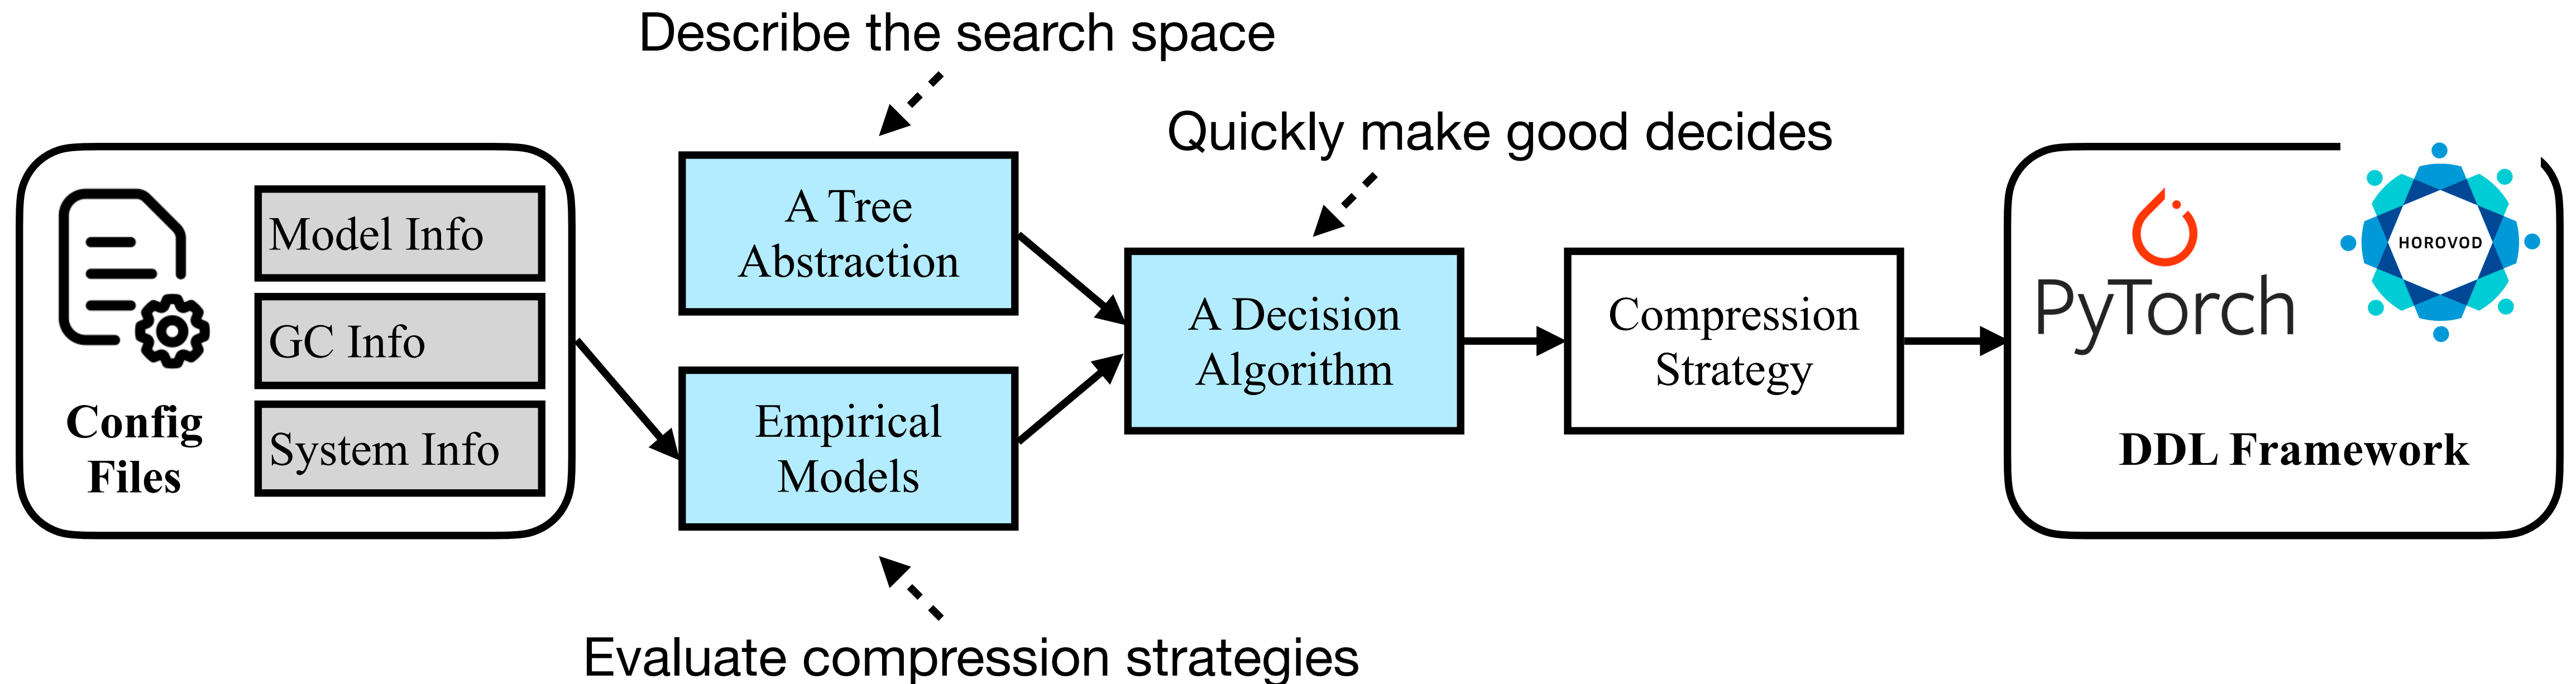 Describe the search space
Quickly make good decides
Model Info
GC Info
System Info
Config
Files
A Tree
Abstraction
Empirical
Models
Evaluate compression strategies
A Decision
Algorithm
Compression
Strategy
PyTorch
HOROVOD
DDL Framework